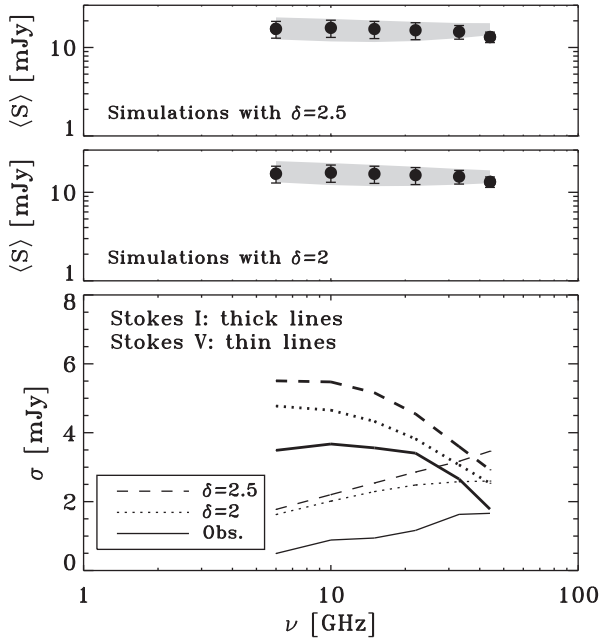 ⟨S⟩ [mJy]
10
1
Simulations with δ=2.5
⟨S⟩ [mJy]
10
1
Simulations with δ=2
σ [mJy]
8
6
4
2
0
Stokes I: thick lines
Stokes V: thin lines
δ=2.5
δ=2
Obs.
1 10 100
ν [GHz]